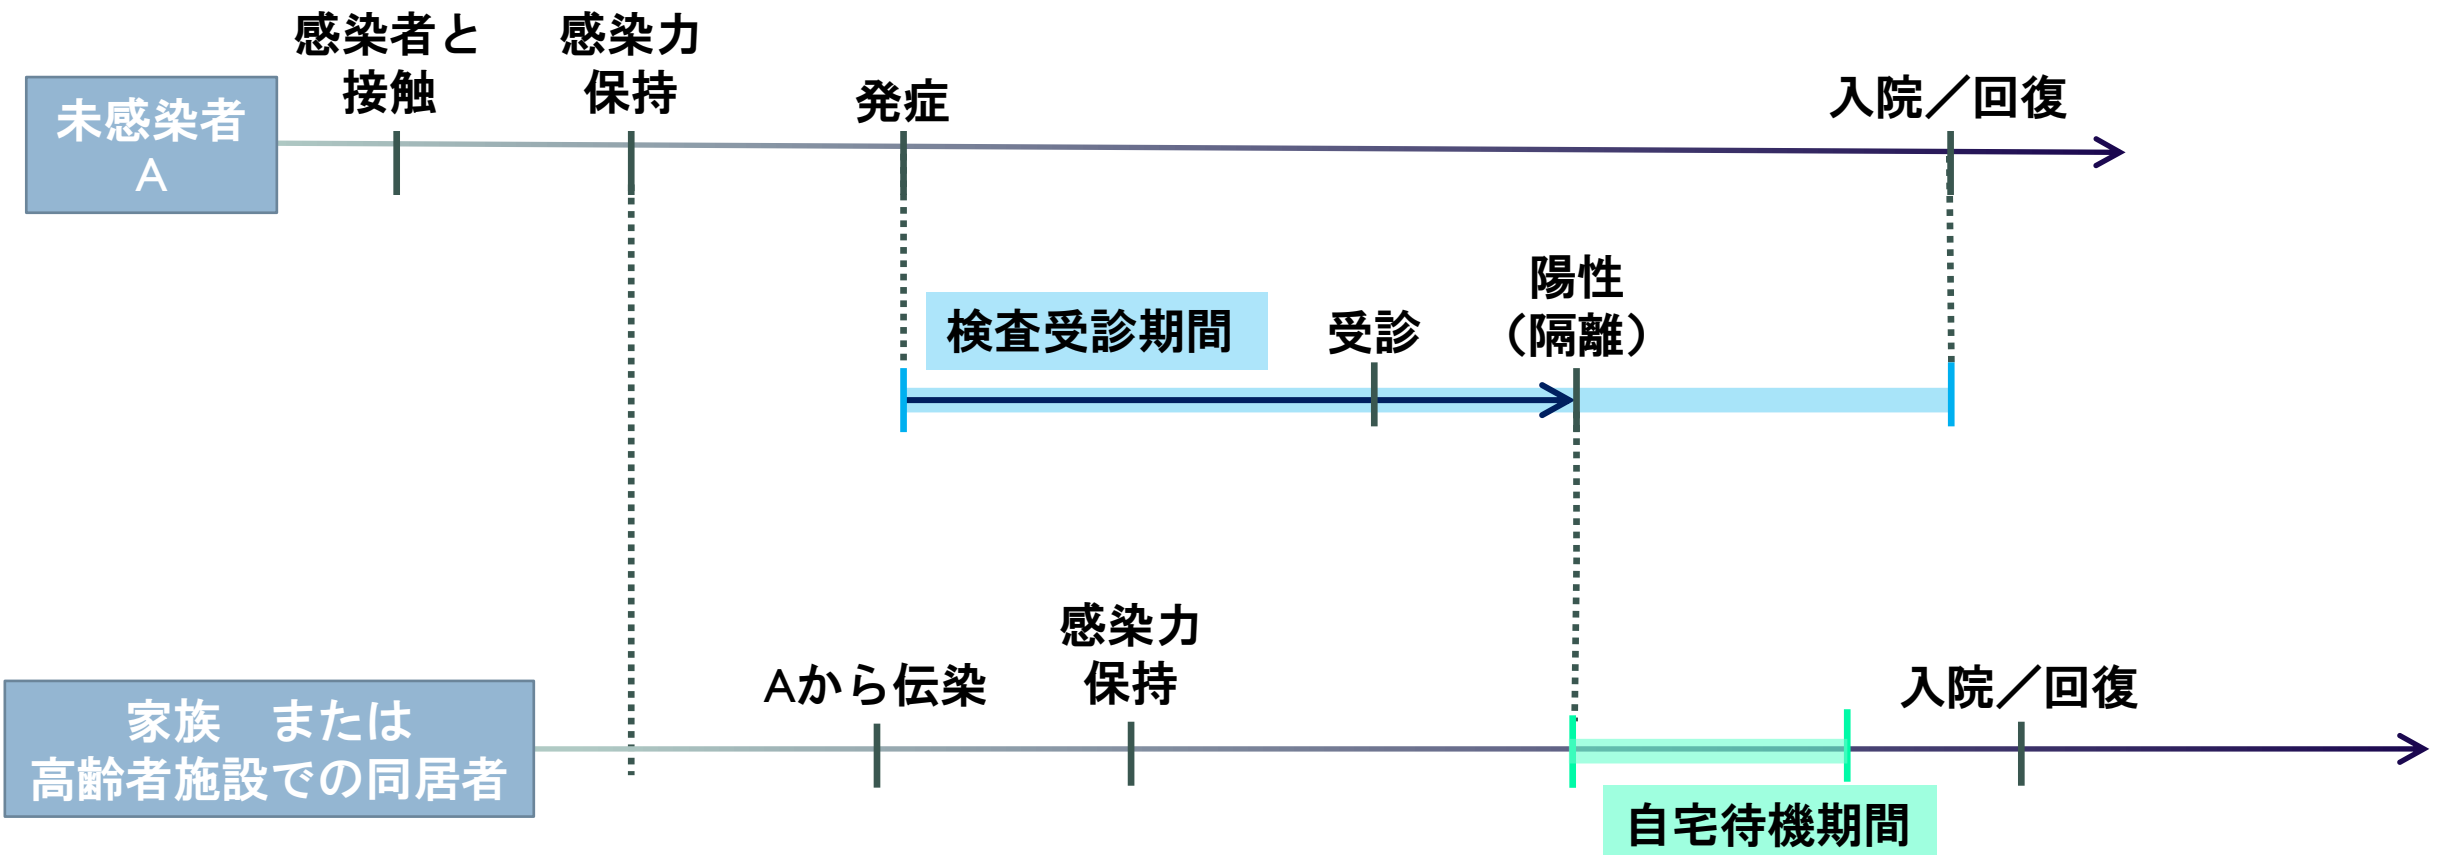 感染者と
接触
感染力
保持
発症
入院／回復
未感染者
A
検査受診期間
受診
陽性
（隔離）
Aから伝染
感染力
保持
入院／回復
家族　または
高齢者施設での同居者
自宅待機期間